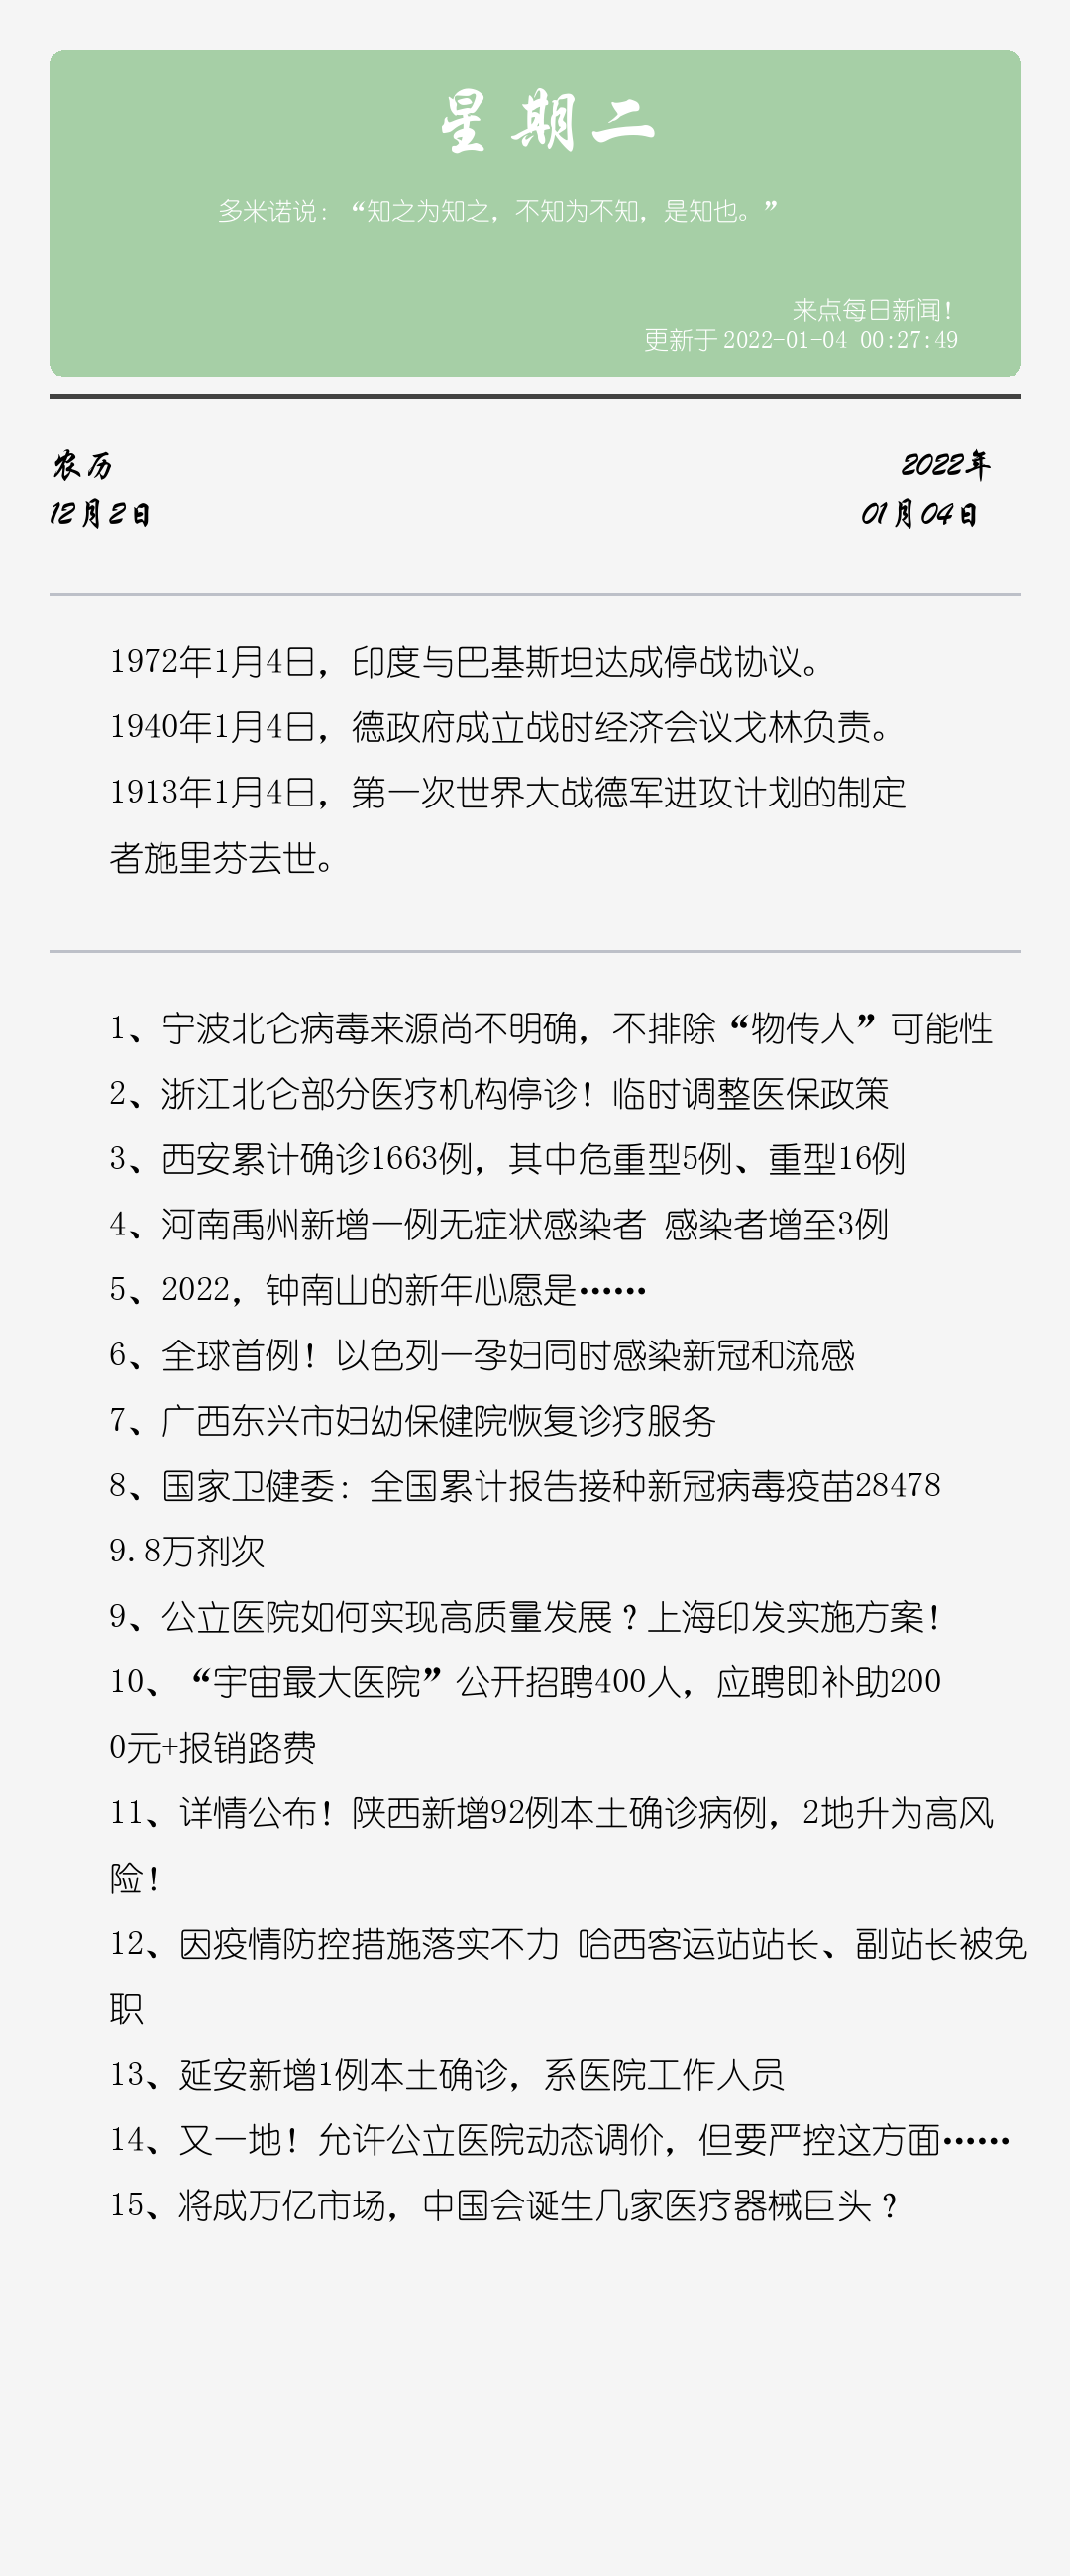 星期二
多米诺说：“知之为知之，不知为不知，是知也。”
来点每日新闻！
更新于2022-01-04 00:27:49
农历
2022年
12月2日
01月04日
1972年1月4日，印度与巴基斯坦达成停战协议。
1940年1月4日，德政府成立战时经济会议戈林负责。
1913年1月4日，第一次世界大战德军进攻计划的制定
者施里芬去世。
1、宁波北仑病毒来源尚不明确，不排除“物传人”可能性
2、浙江北仑部分医疗机构停诊！临时调整医保政策
3、西安累计确诊1663例，其中危重型5例、重型16例
4、河南禹州新增一例无症状感染者 感染者增至3例
5、2022，钟南山的新年心愿是……
6、全球首例！以色列一孕妇同时感染新冠和流感
7、广西东兴市妇幼保健院恢复诊疗服务
8、国家卫健委：全国累计报告接种新冠病毒疫苗28478
9.8万剂次
9、公立医院如何实现高质量发展？上海印发实施方案！
10、“宇宙最大医院”公开招聘400人，应聘即补助200
0元+报销路费
11、详情公布！陕西新增92例本土确诊病例，2地升为高风
险！
12、因疫情防控措施落实不力 哈西客运站站长、副站长被免
职
13、延安新增1例本土确诊，系医院工作人员
14、又一地！允许公立医院动态调价，但要严控这方面……
15、将成万亿市场，中国会诞生几家医疗器械巨头？